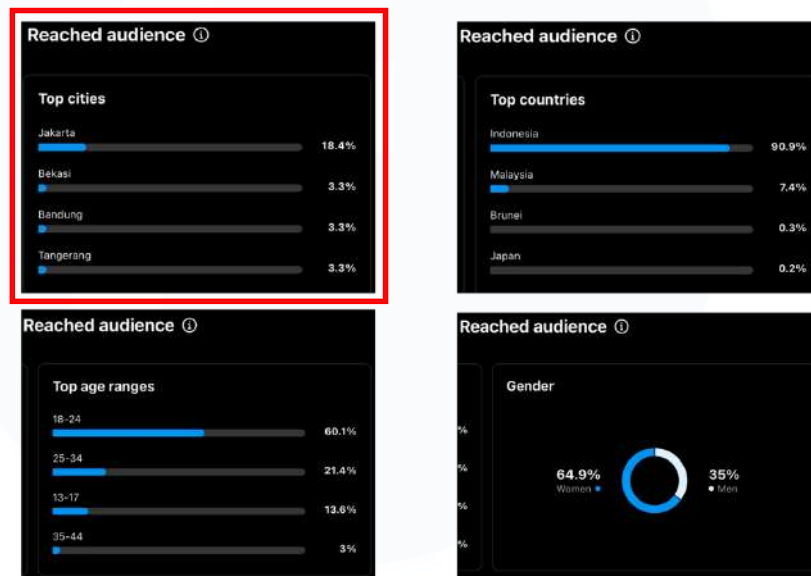 Reached audience ⓘ
Top cities
Jakarta
18.4%
Bekasi
3.3%
Bandung
3.3%
Tangerang
3.3%
Reached audience ⓘ
Top countries
Indonesia
90.9%
Malaysia
7.4%
Brunei
0.3%
Japan
0.2%
Reached audience ⓘ
Top age ranges
18-24
60.1%
25-34
21.4%
13-17
13.6%
35-44
3%
Reached audience ⓘ
Gender
%
%
%
%
64.9%
Women
35%
Men